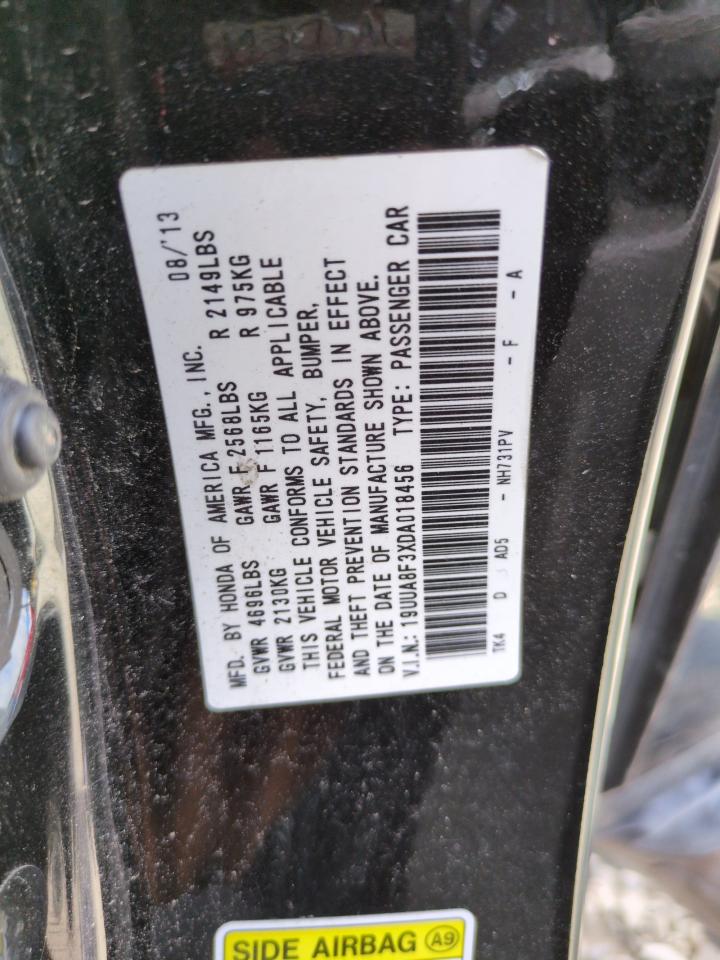 MFD. BY HONDA OF AMERICA MFG., INC. 08/'13
GVWR 4696LBS GAWR F 2568LBS R 2149LBS
GVWR 2130KG GAWR F 1165KG R 975KG
THIS VEHICLE CONFORMS TO ALL APPLICABLE
FEDERAL MOTOR VEHICLE SAFETY, BUMPER,
AND THEFT PREVENTION STANDARDS IN EFFECT
ON THE DATE OF MANUFACTURE SHOWN ABOVE.
V.I.N.: 19UUA8F3XDA018456 TYPE: PASSENGER CAR
TK4 D AD5 - NH731PV - F - A
SIDE AIRBAG A9